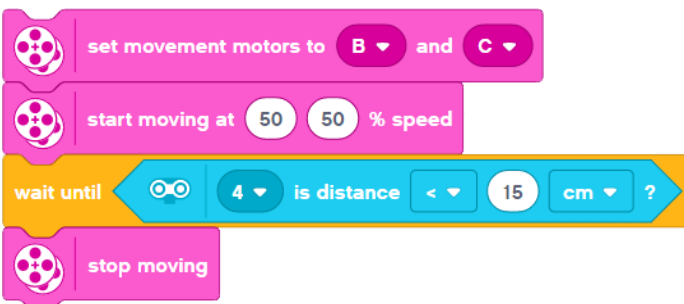 set movement motors to B and C
start moving at 50 50 % speed
wait until 4 is distance < 15 cm ?
stop moving